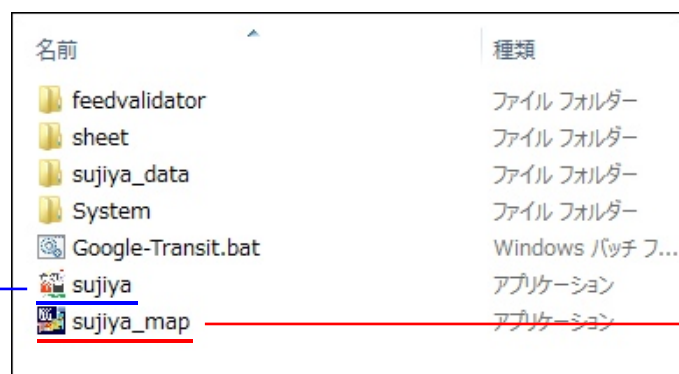 名前 種類
feedvalidator ファイル フォルダー
sheet ファイル フォルダー
sujiya_data ファイル フォルダー
System ファイル フォルダー
Google-Transit.bat Windows バッチ フ...
sujiya アプリケーション
sujiya_map アプリケーション